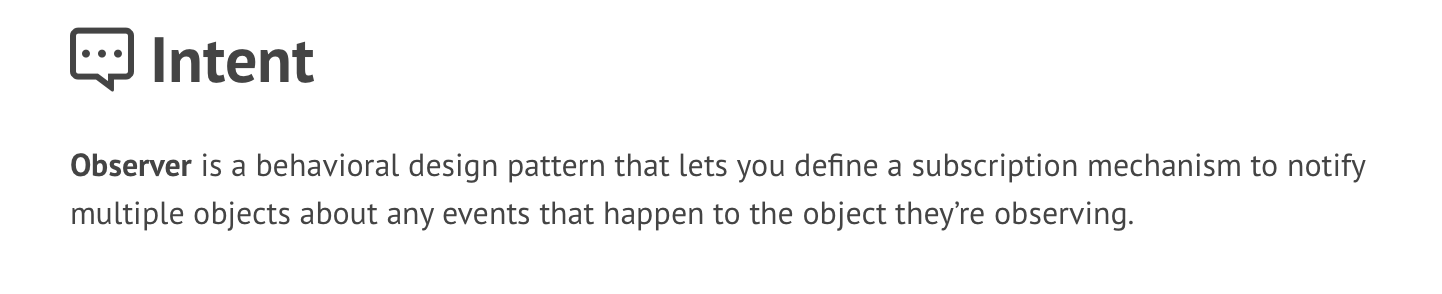 Intent
Observer is a behavioral design pattern that lets you define a subscription mechanism to notify
multiple objects about any events that happen to the object they’re observing.